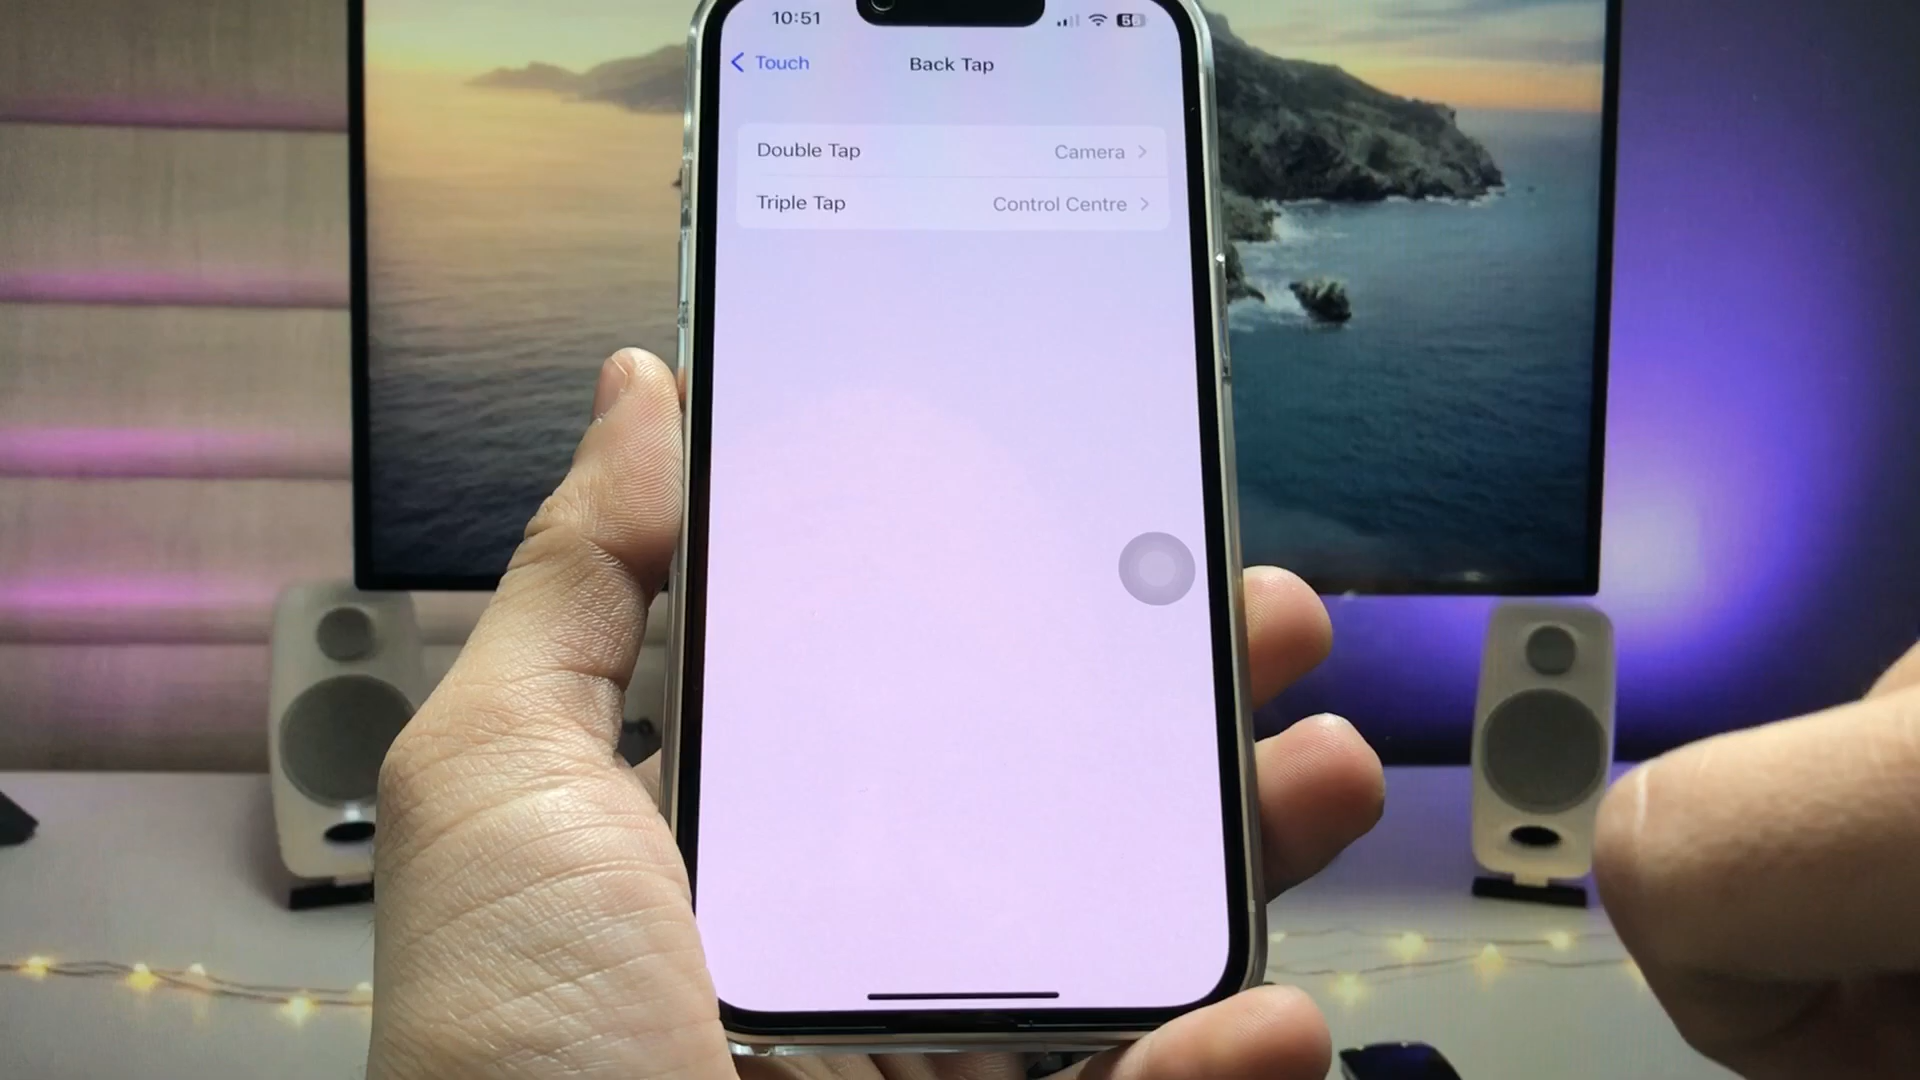 10:51
Touch
Back Tap
Double Tap Camera
Triple Tap Control Centre